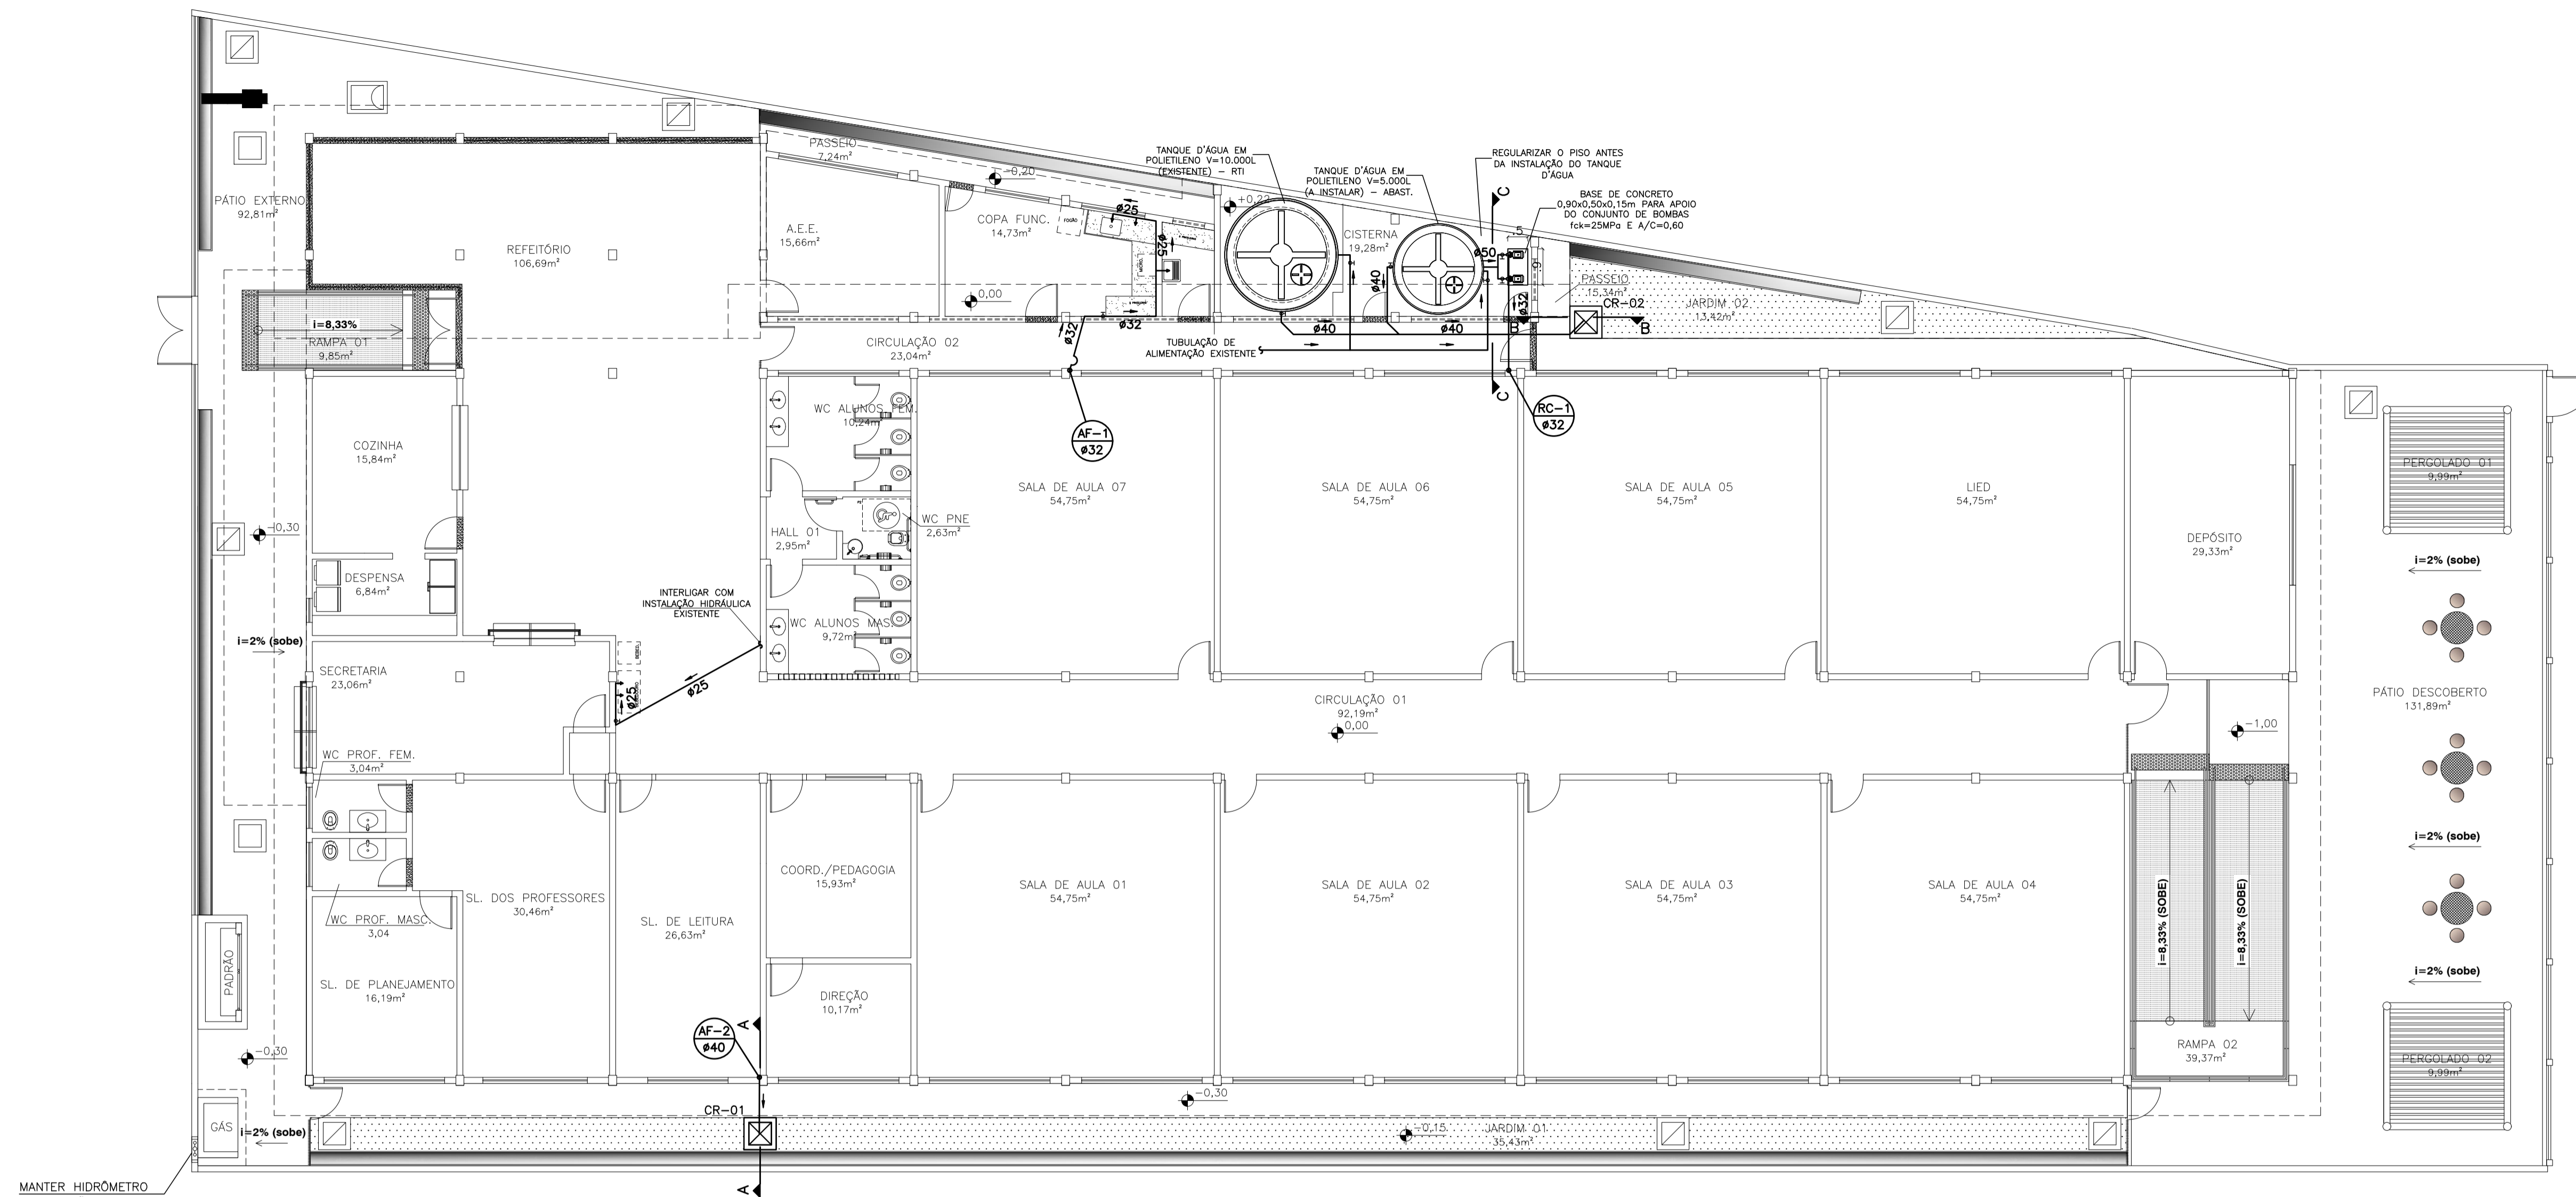 PASSEIO
7,24m²
TANQUE D'ÁGUA EM
POLIETILENO V=10.000L
(EXISTENTE) – RTI
TANQUE D'ÁGUA EM
POLIETILENO V=5.000L
(A INSTALAR) – ABAST.
REGULARIZAR O PISO ANTES
DA INSTALAÇÃO DO TANQUE
D'ÁGUA
BASE DE CONCRETO
0,90x0,50x0,15m PARA APOIO
DO CONJUNTO DE BOMBAS
fck=25MPa E A/C=0,60
C
-0,20
+0,22
PÁTIO EXTERNO
92,81m²
REFEITÓRIO
106,69m²
A.E.E.
15,66m²
COPA FUNC.
14,73m²
FOGÃO
MICRO.
ø25
ø25
0,00
CISTERNA
19,28m²
ø40
ø50
.5
.9
PASSEIO
15,34m²
CR-02
JARDIM 02
13,42m²
ø32
B
B
i=8,33%
RAMPA 01
9,85m²
CIRCULAÇÃO 02
23,04m²
ø32
ø32
ø40
ø40
TUBULAÇÃO DE
ALIMENTAÇÃO EXISTENTE
C
WC ALUNOS FEM.
10,24m²
AF-1
ø32
RC-1
ø32
COZINHA
15,84m²
SALA DE AULA 07
54,75m²
SALA DE AULA 06
54,75m²
SALA DE AULA 05
54,75m²
LIED
54,75m²
PERGOLADO 01
9,99m²
-0,30
HALL 01
2,95m²
WC PNE
2,63m²
DEPÓSITO
29,33m²
i=2% (sobe)
DESPENSA
6,84m²
INTERLIGAR COM
INSTALAÇÃO HIDRÁULICA
EXISTENTE
WC ALUNOS MAS.
9,72m²
i=2% (sobe)
SECRETARIA
23,06m²
ø25
ø25
CIRCULAÇÃO 01
92,19m²
0,00
PÁTIO DESCOBERTO
131,89m²
-1,00
WC PROF. FEM.
3,04m²
i=2% (sobe)
COORD./PEDAGOGIA
15,93m²
SL. DOS PROFESSORES
30,46m²
SALA DE AULA 01
54,75m²
SALA DE AULA 02
54,75m²
SALA DE AULA 03
54,75m²
SALA DE AULA 04
54,75m²
i=8,33% (SOBE)
i=8,33% (SOBE)
WC PROF. MASC.
3,04
SL. DE LEITURA
26,63m²
PADRÃO
SL. DE PLANEJAMENTO
16,19m²
DIREÇÃO
10,17m²
i=2% (sobe)
A
AF-2
ø40
-0,30
RAMPA 02
39,37m²
PERGOLADO 02
9,99m²
-0,30
CR-01
GÁS
i=2% (sobe)
-0,15
JARDIM 01
35,43m²
MANTER HIDRÔMETRO
A